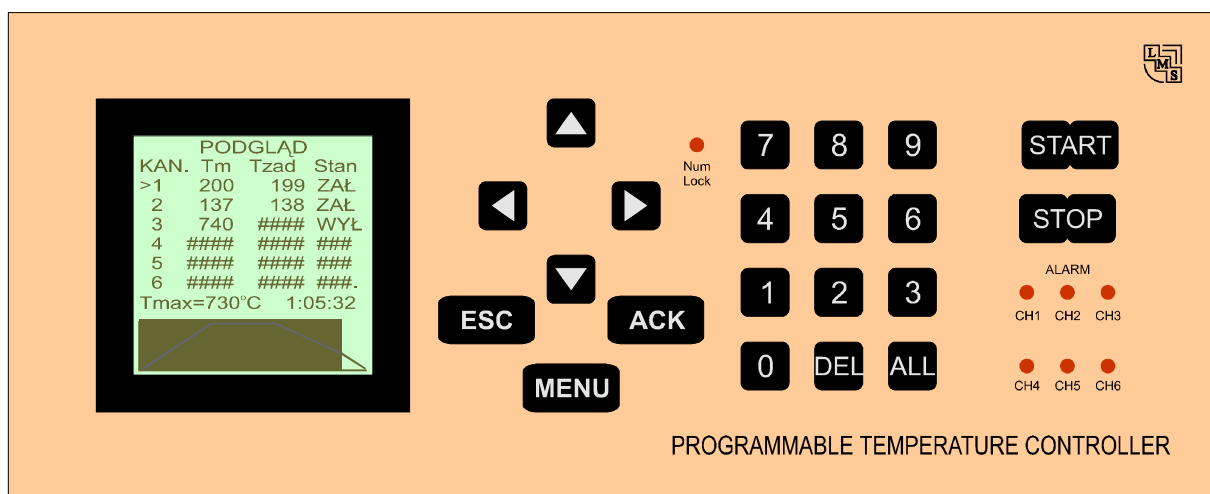 LMS
PODGLĄD
KAN. Tm Tzad Stan
>1 200 199 ZAŁ
2 137 138 ZAŁ
3 740 #### WYŁ
4 #### #### ###
5 #### #### ###
6 #### #### ###.
Tmax=730°C 1:05:32
ESC
ACK
MENU
Num
Lock
7 8 9
4 5 6
1 2 3
0 DEL ALL
START
STOP
ALARM
CH1 CH2 CH3
CH4 CH5 CH6
PROGRAMMABLE TEMPERATURE CONTROLLER